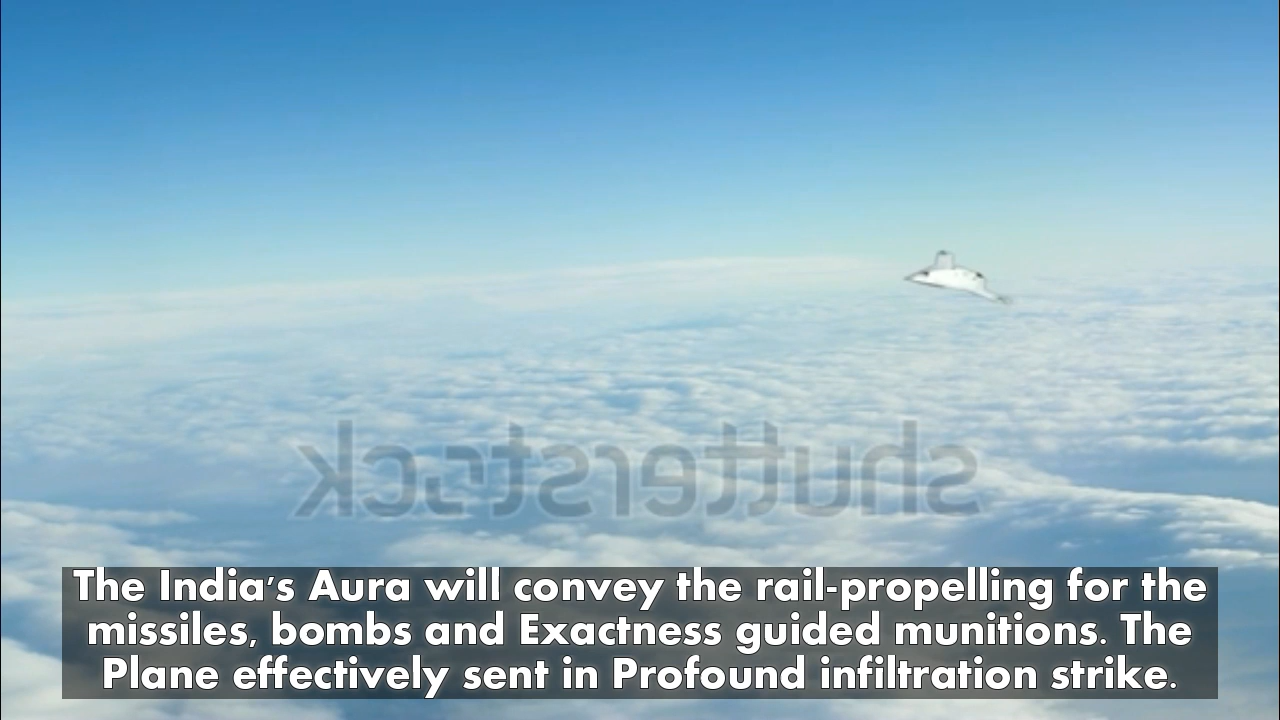 shutterstock
The India's Aura will convey the rail-propelling for the
missiles, bombs and Exactness guided munitions. The
Plane effectively sent in Profound infiltration strike.